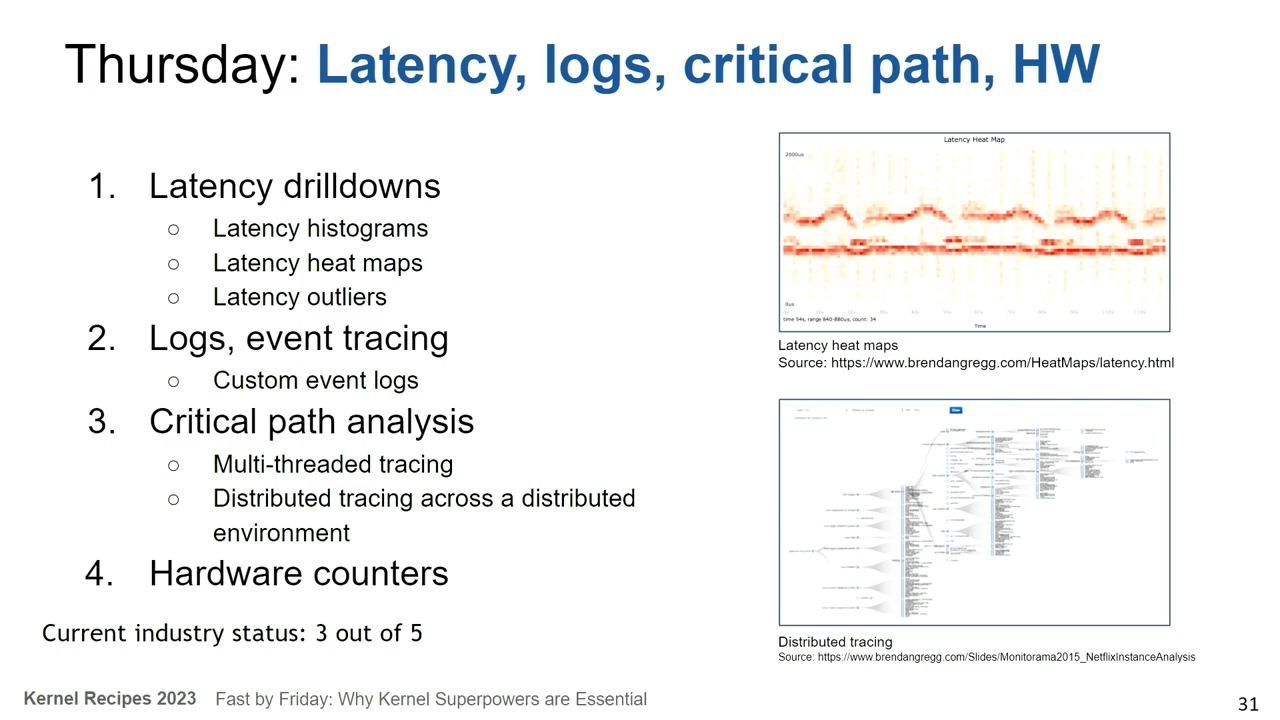 Thursday: Latency, logs, critical path, HW
1. Latency drilldowns
○ Latency histograms
○ Latency heat maps
○ Latency outliers
2. Logs, event tracing
○ Custom event logs
3. Critical path analysis
○ Multi-threaded tracing
○ Distributed tracing across a distributed
environment
4. Hardware counters
Current industry status: 3 out of 5
Latency Heat Map
2000us
0us
time 54s, range 840-880us, count: 34
Time
Latency heat maps
Source: https://www.brendangregg.com/HeatMaps/latency.html
Distributed tracing
Source: https://www.brendangregg.com/Slides/Monitorama2015_NetflixInstanceAnalysis
Kernel Recipes 2023 Fast by Friday: Why Kernel Superpowers are Essential
31